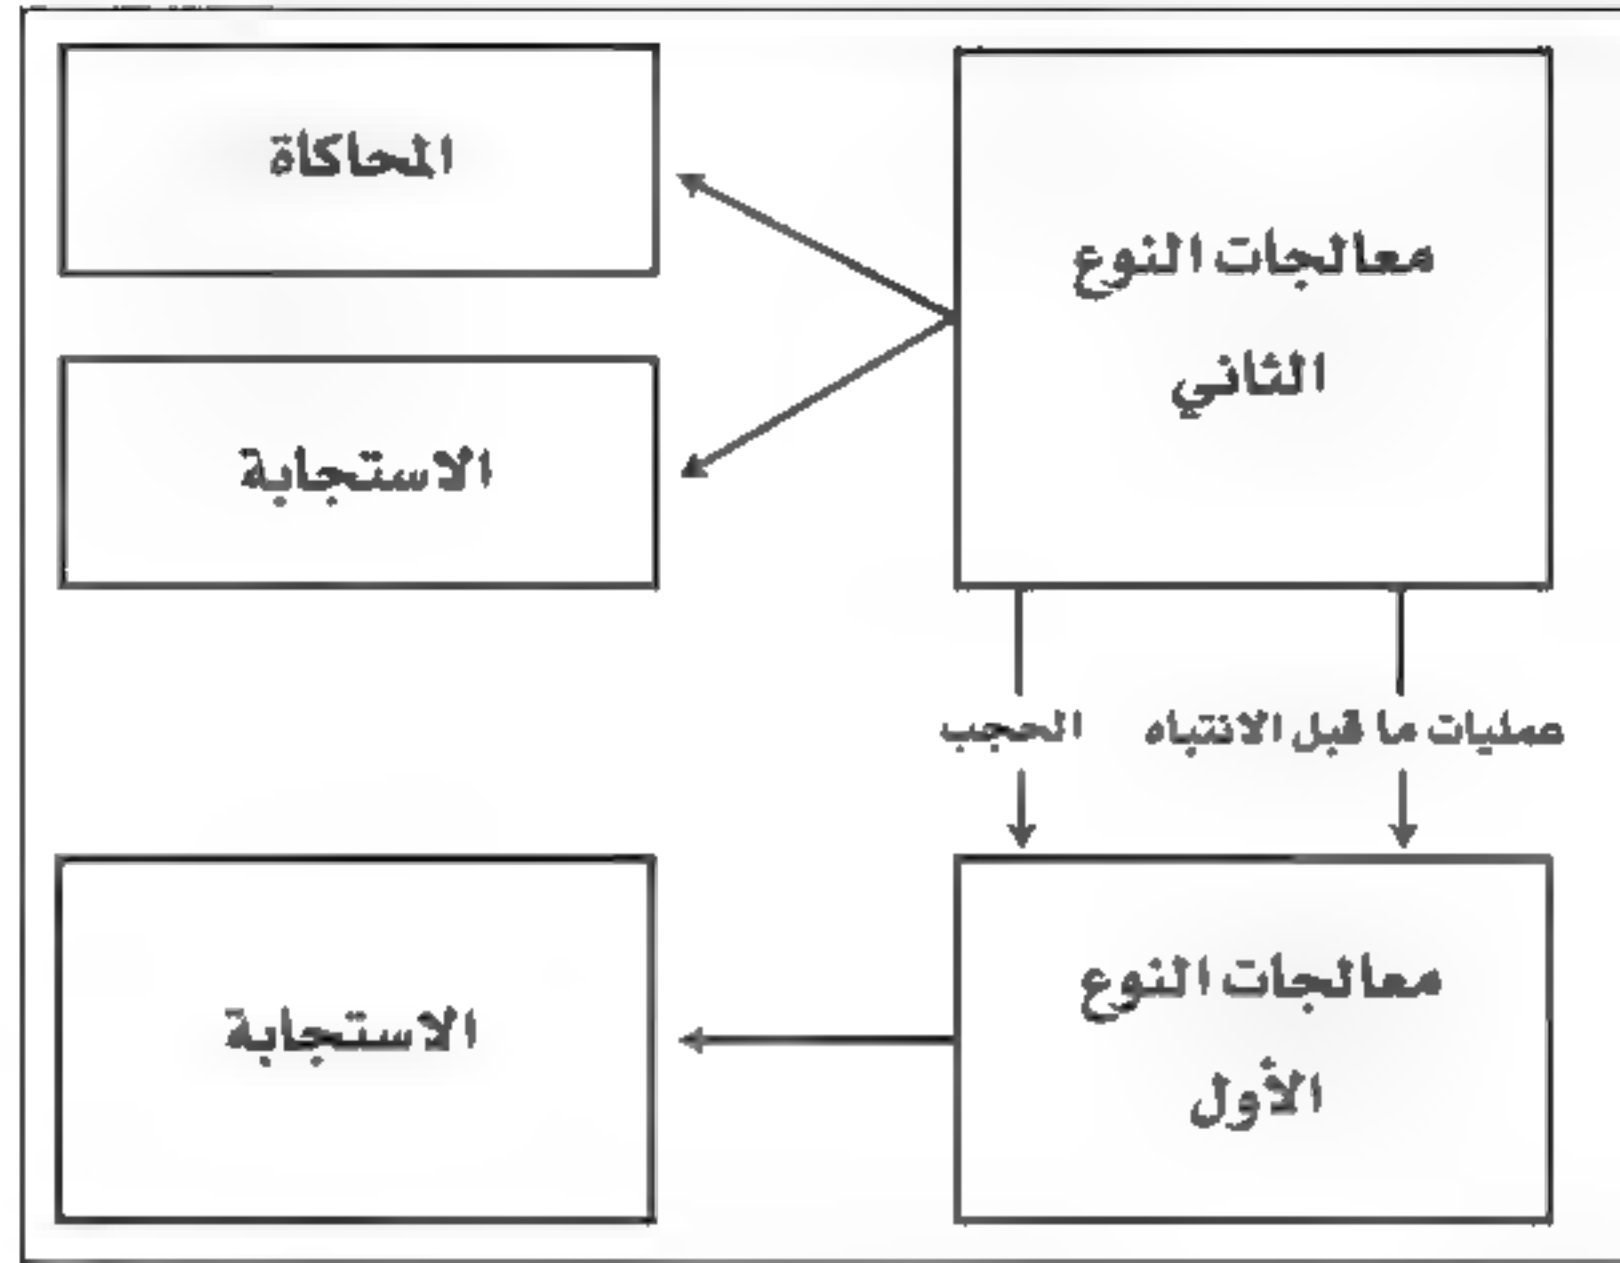 معالجات النوع
الثاني
المحاكاة
الاستجابة
عمليات ما قبل الانتباه
الحجب
معالجات النوع
الأول
الاستجابة